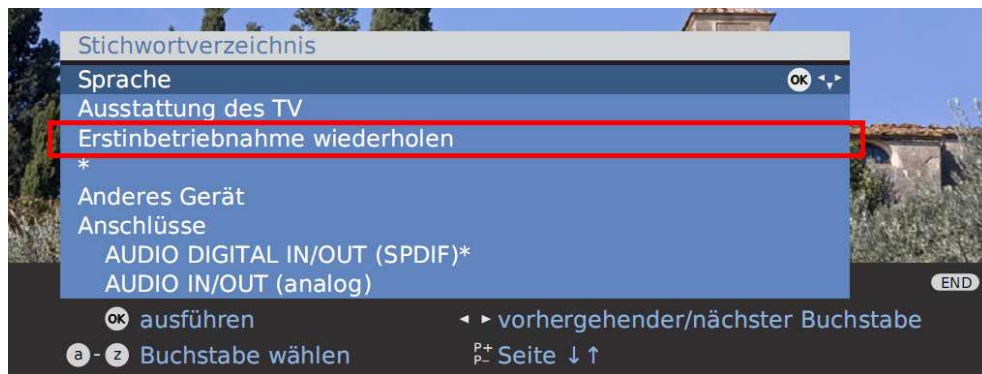 Stichwortverzeichnis
Sprache OK
Ausstattung des TV
Erstinbetriebnahme wiederholen
*
Anderes Gerät
Anschlüsse
AUDIO DIGITAL IN/OUT (SPDIF)*
AUDIO IN/OUT (analog)
END
OK ausführen ◄ ► vorhergehender/nächster Buchstabe
a - z Buchstabe wählen P+ P– Seite ↓↑